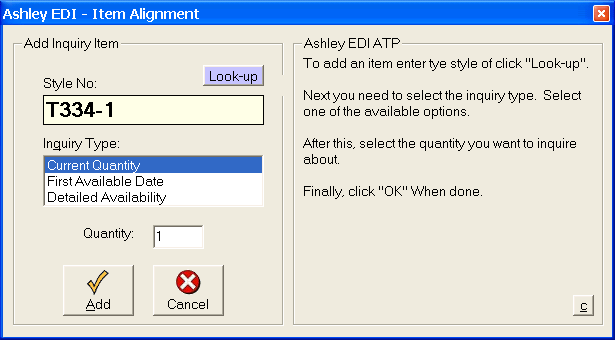 Ashley EDI - Item Alignment
Add Inquiry Item
Look-up
Style No:
T334-1
Inquiry Type:
Current Quantity
First Available Date
Detailed Availability
Quantity: 1
Add
Cancel
Ashley EDI ATP
To add an item enter tye style of click "Look-up".
Next you need to select the inquiry type. Select
one of the available options.
After this, select the quantity you want to inquire
about.
Finally, click "OK" When done.
c